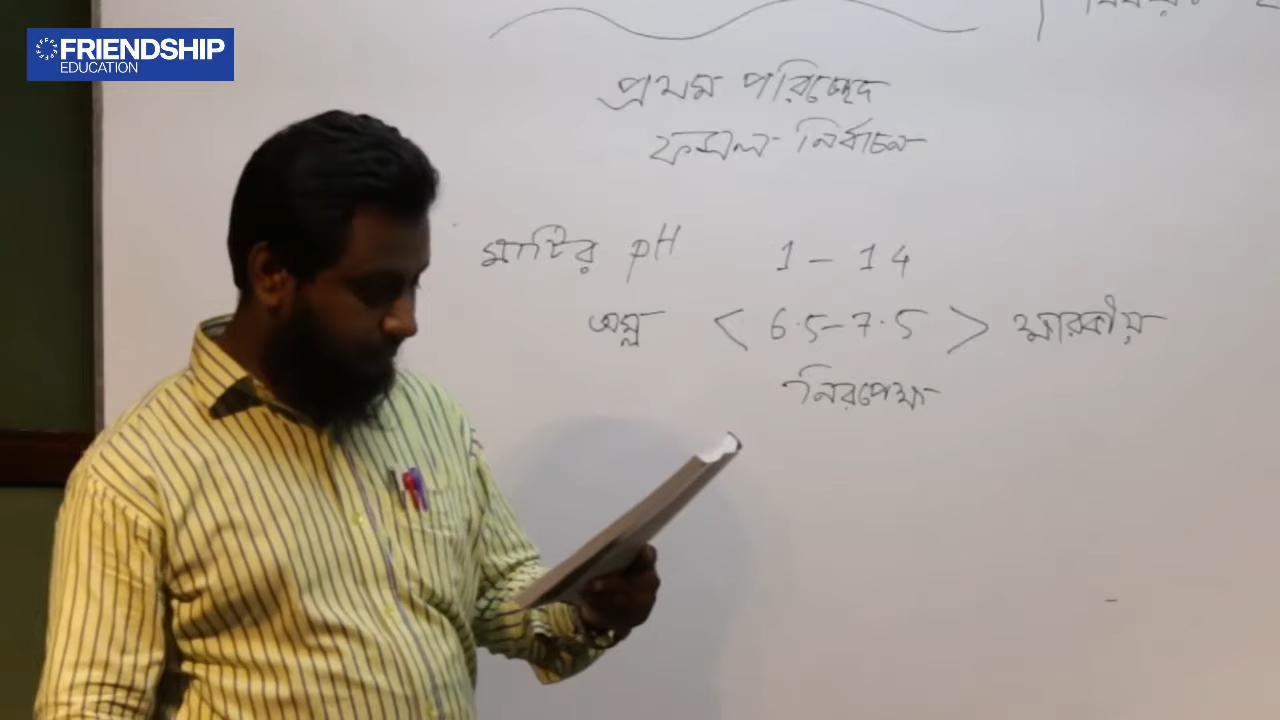 FRIENDSHIP
EDUCATION
প্রথম পরিচ্ছেদ
ফসল নির্বাচন
মাটির pH 1 - 14
অম্ল < 6.5-7.5 > ক্ষারকীয়
নিরপেক্ষ